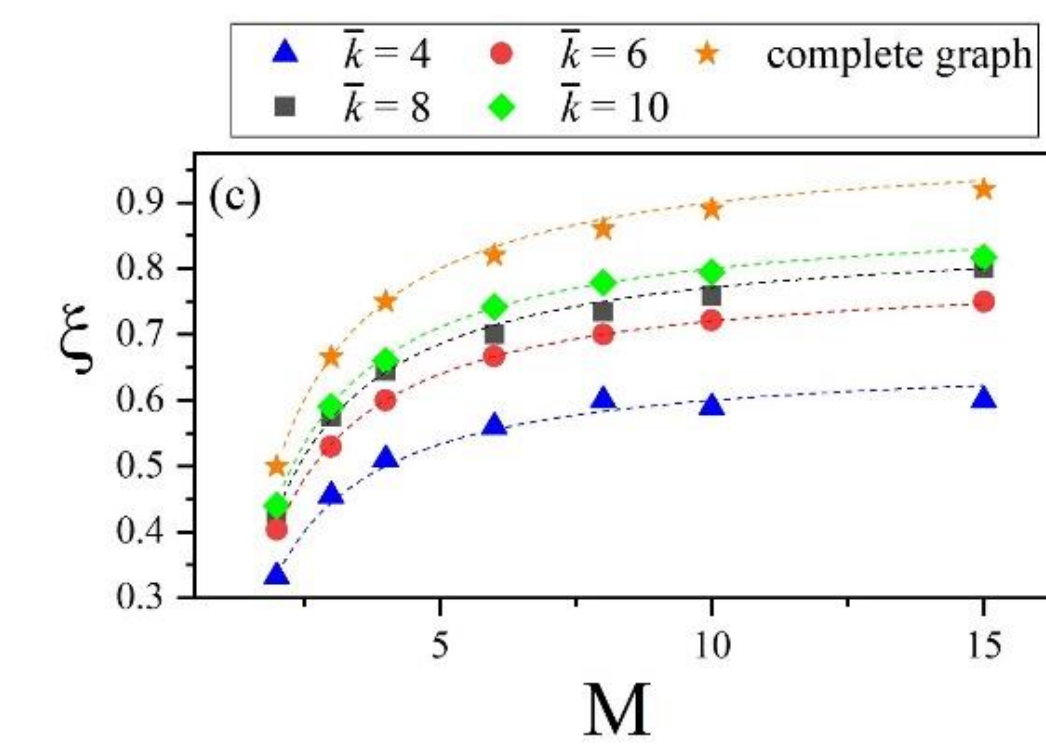 k̅ = 4 k̅ = 6 complete graph
k̅ = 8 k̅ = 10
(c)
0.9
0.8
0.7
0.6
0.5
0.4
0.3
ξ
5 10 15
M